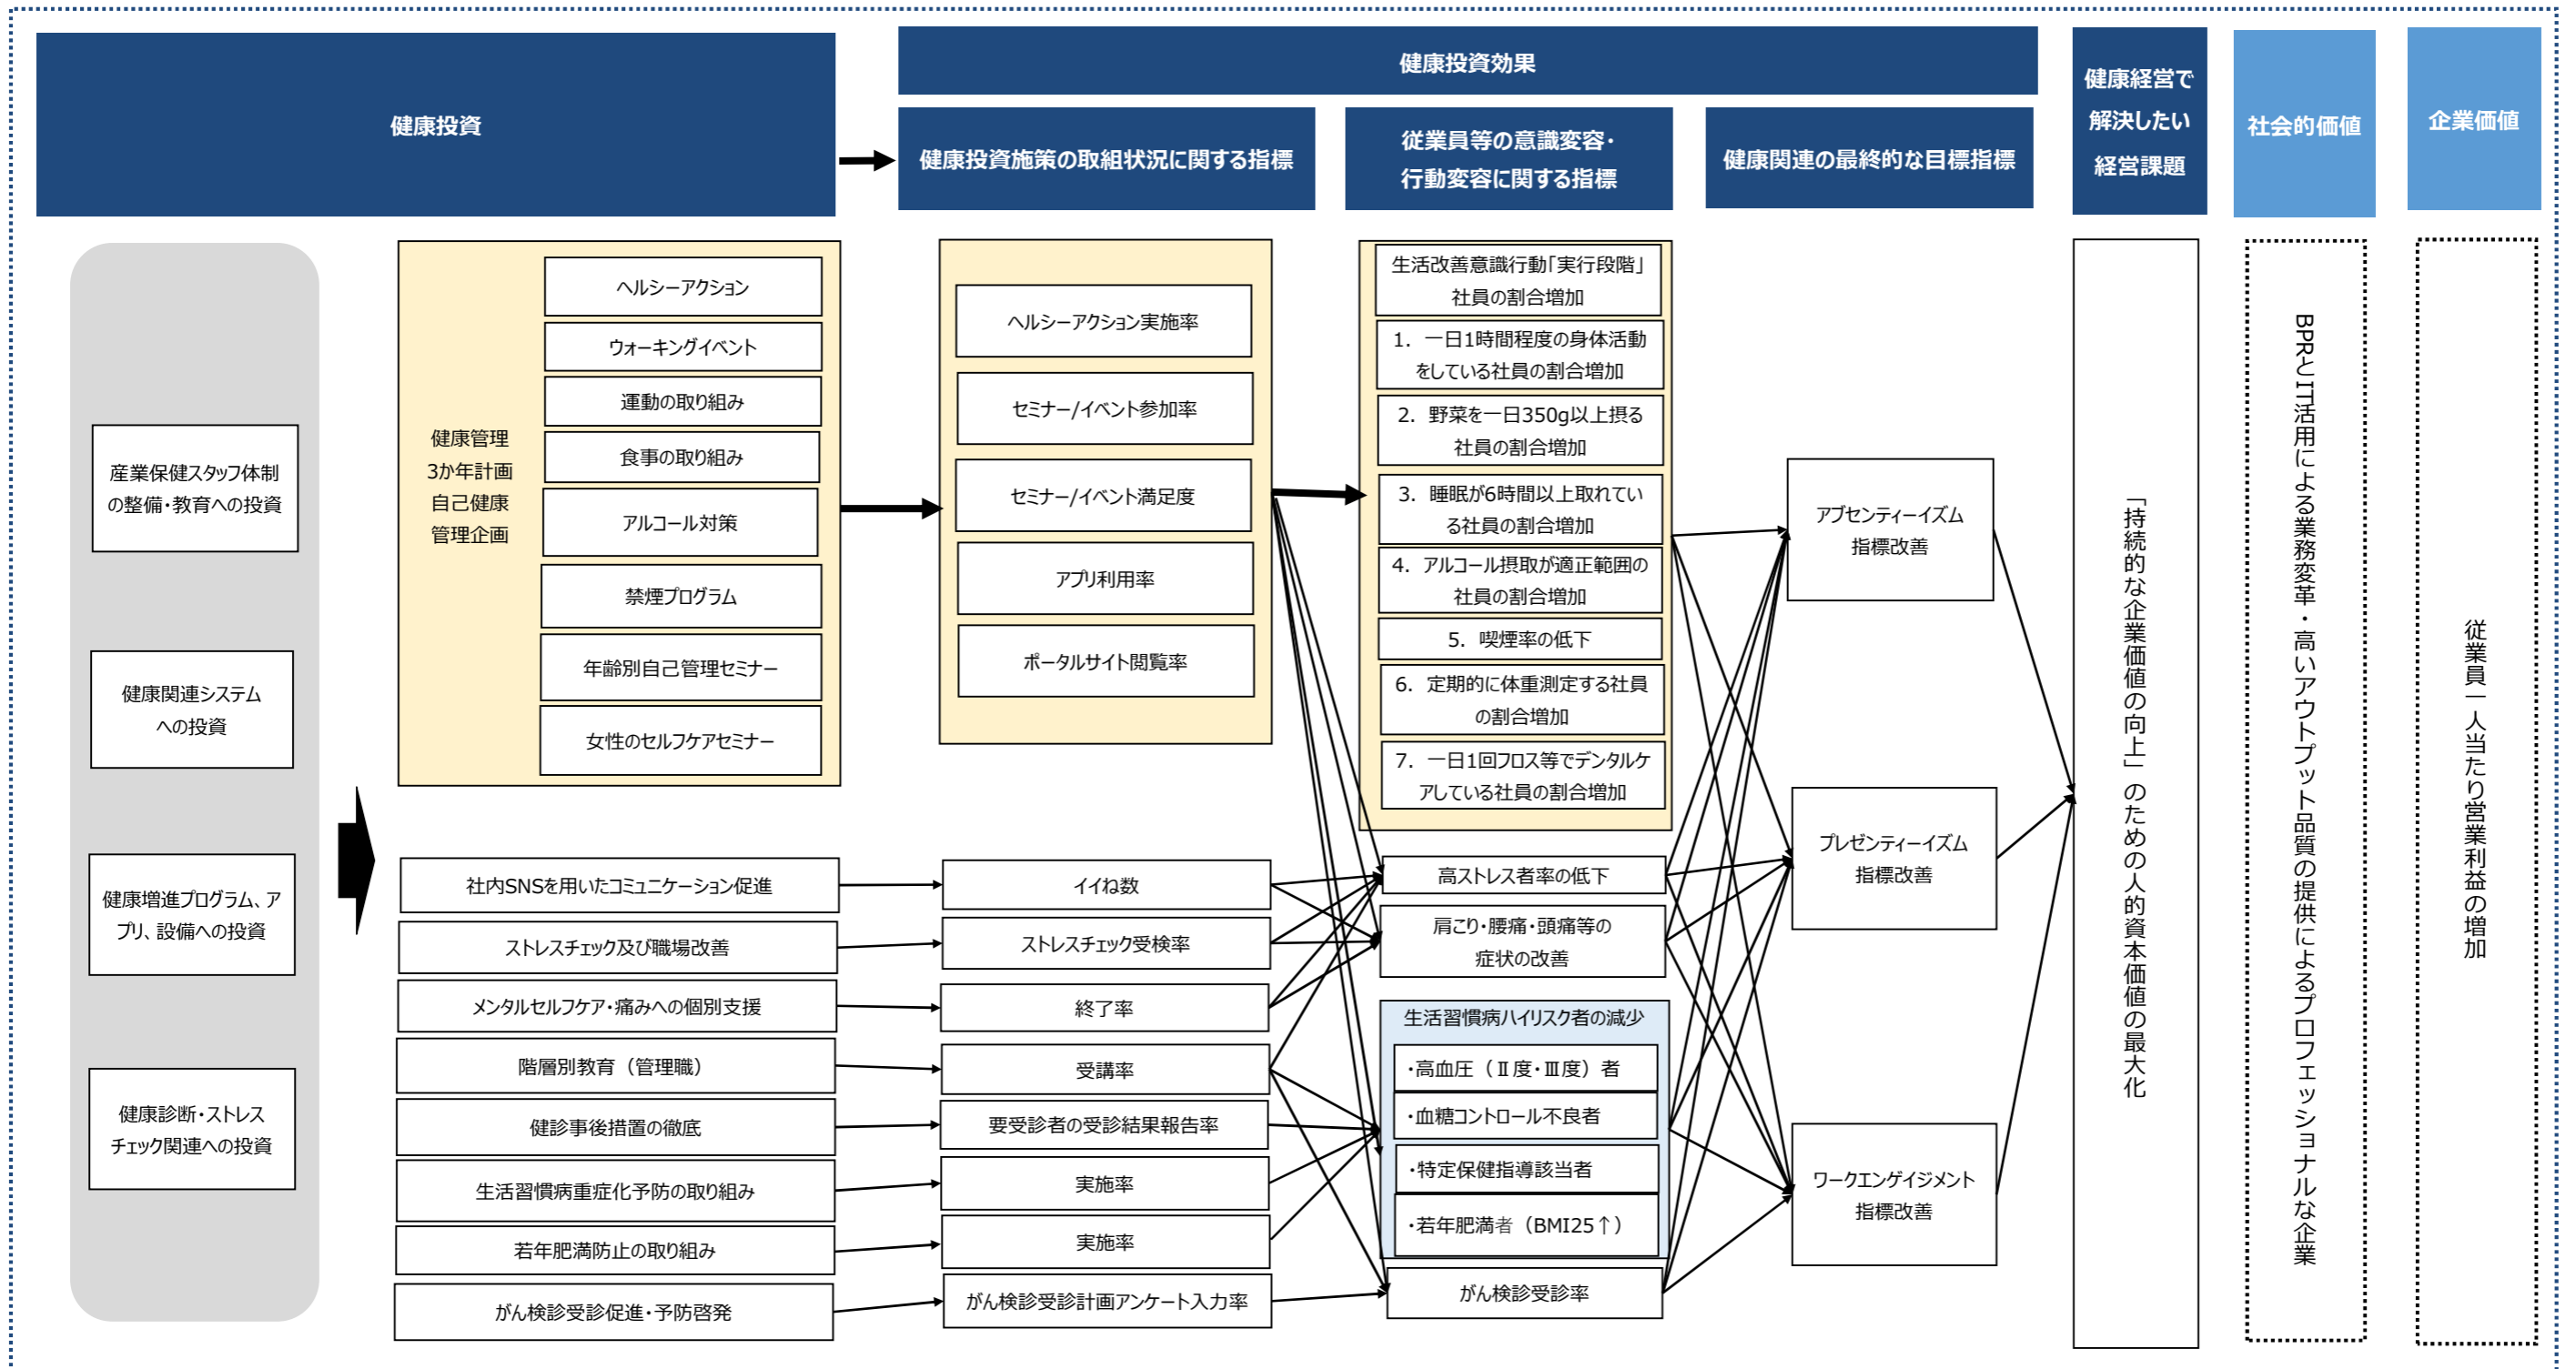 健康投資
健康投資効果
健康投資施策の取組状況に関する指標
従業員等の意識変容・
行動変容に関する指標
健康関連の最終的な目標指標
健康経営で
解決したい
経営課題
社会的価値
企業価値
産業保健スタッフ体制
の整備・教育への投資
健康関連システム
への投資
健康増進プログラム、ア
プリ、設備への投資
健康診断・ストレス
チェック関連への投資
健康管理
3か年計画
自己健康
管理企画
ヘルシーアクション
ウォーキングイベント
運動の取り組み
食事の取り組み
アルコール対策
禁煙プログラム
年齢別自己管理セミナー
女性のセルフケアセミナー
社内SNSを用いたコミュニケーション促進
ストレスチェック及び職場改善
メンタルセルフケア・痛みへの個別支援
階層別教育（管理職）
健診事後措置の徹底
生活習慣病重症化予防の取り組み
若年肥満防止の取り組み
がん検診受診促進・予防啓発
ヘルシーアクション実施率
セミナー/イベント参加率
セミナー/イベント満足度
アプリ利用率
ポータルサイト閲覧率
イイね数
ストレスチェック受検率
終了率
受講率
要受診者の受診結果報告率
実施率
実施率
がん検診受診計画アンケート入力率
生活改善意識行動「実行段階」
社員の割合増加
1．一日1時間程度の身体活動
をしている社員の割合増加
2．野菜を一日350g以上摂る
社員の割合増加
3．睡眠が6時間以上取れてい
る社員の割合増加
4．アルコール摂取が適正範囲の
社員の割合増加
5．喫煙率の低下
6．定期的に体重測定する社員
の割合増加
7．一日1回フロス等でデンタルケ
アしている社員の割合増加
高ストレス者率の低下
肩こり・腰痛・頭痛等の
症状の改善
生活習慣病ハイリスク者の減少
・高血圧（Ⅱ度・Ⅲ度）者
・血糖コントロール不良者
・特定保健指導該当者
・若年肥満者（BMI25↑）
がん検診受診率
アブセンティーイズム
指標改善
プレゼンティーイズム
指標改善
ワークエンゲイジメント
指標改善
「持続的な企業価値の向上」のための人的資本価値の最大化
BPRとIT活用による業務変革・高いアウトプット品質の提供によるプロフェッショナルな企業
従業員一人当たり営業利益の増加